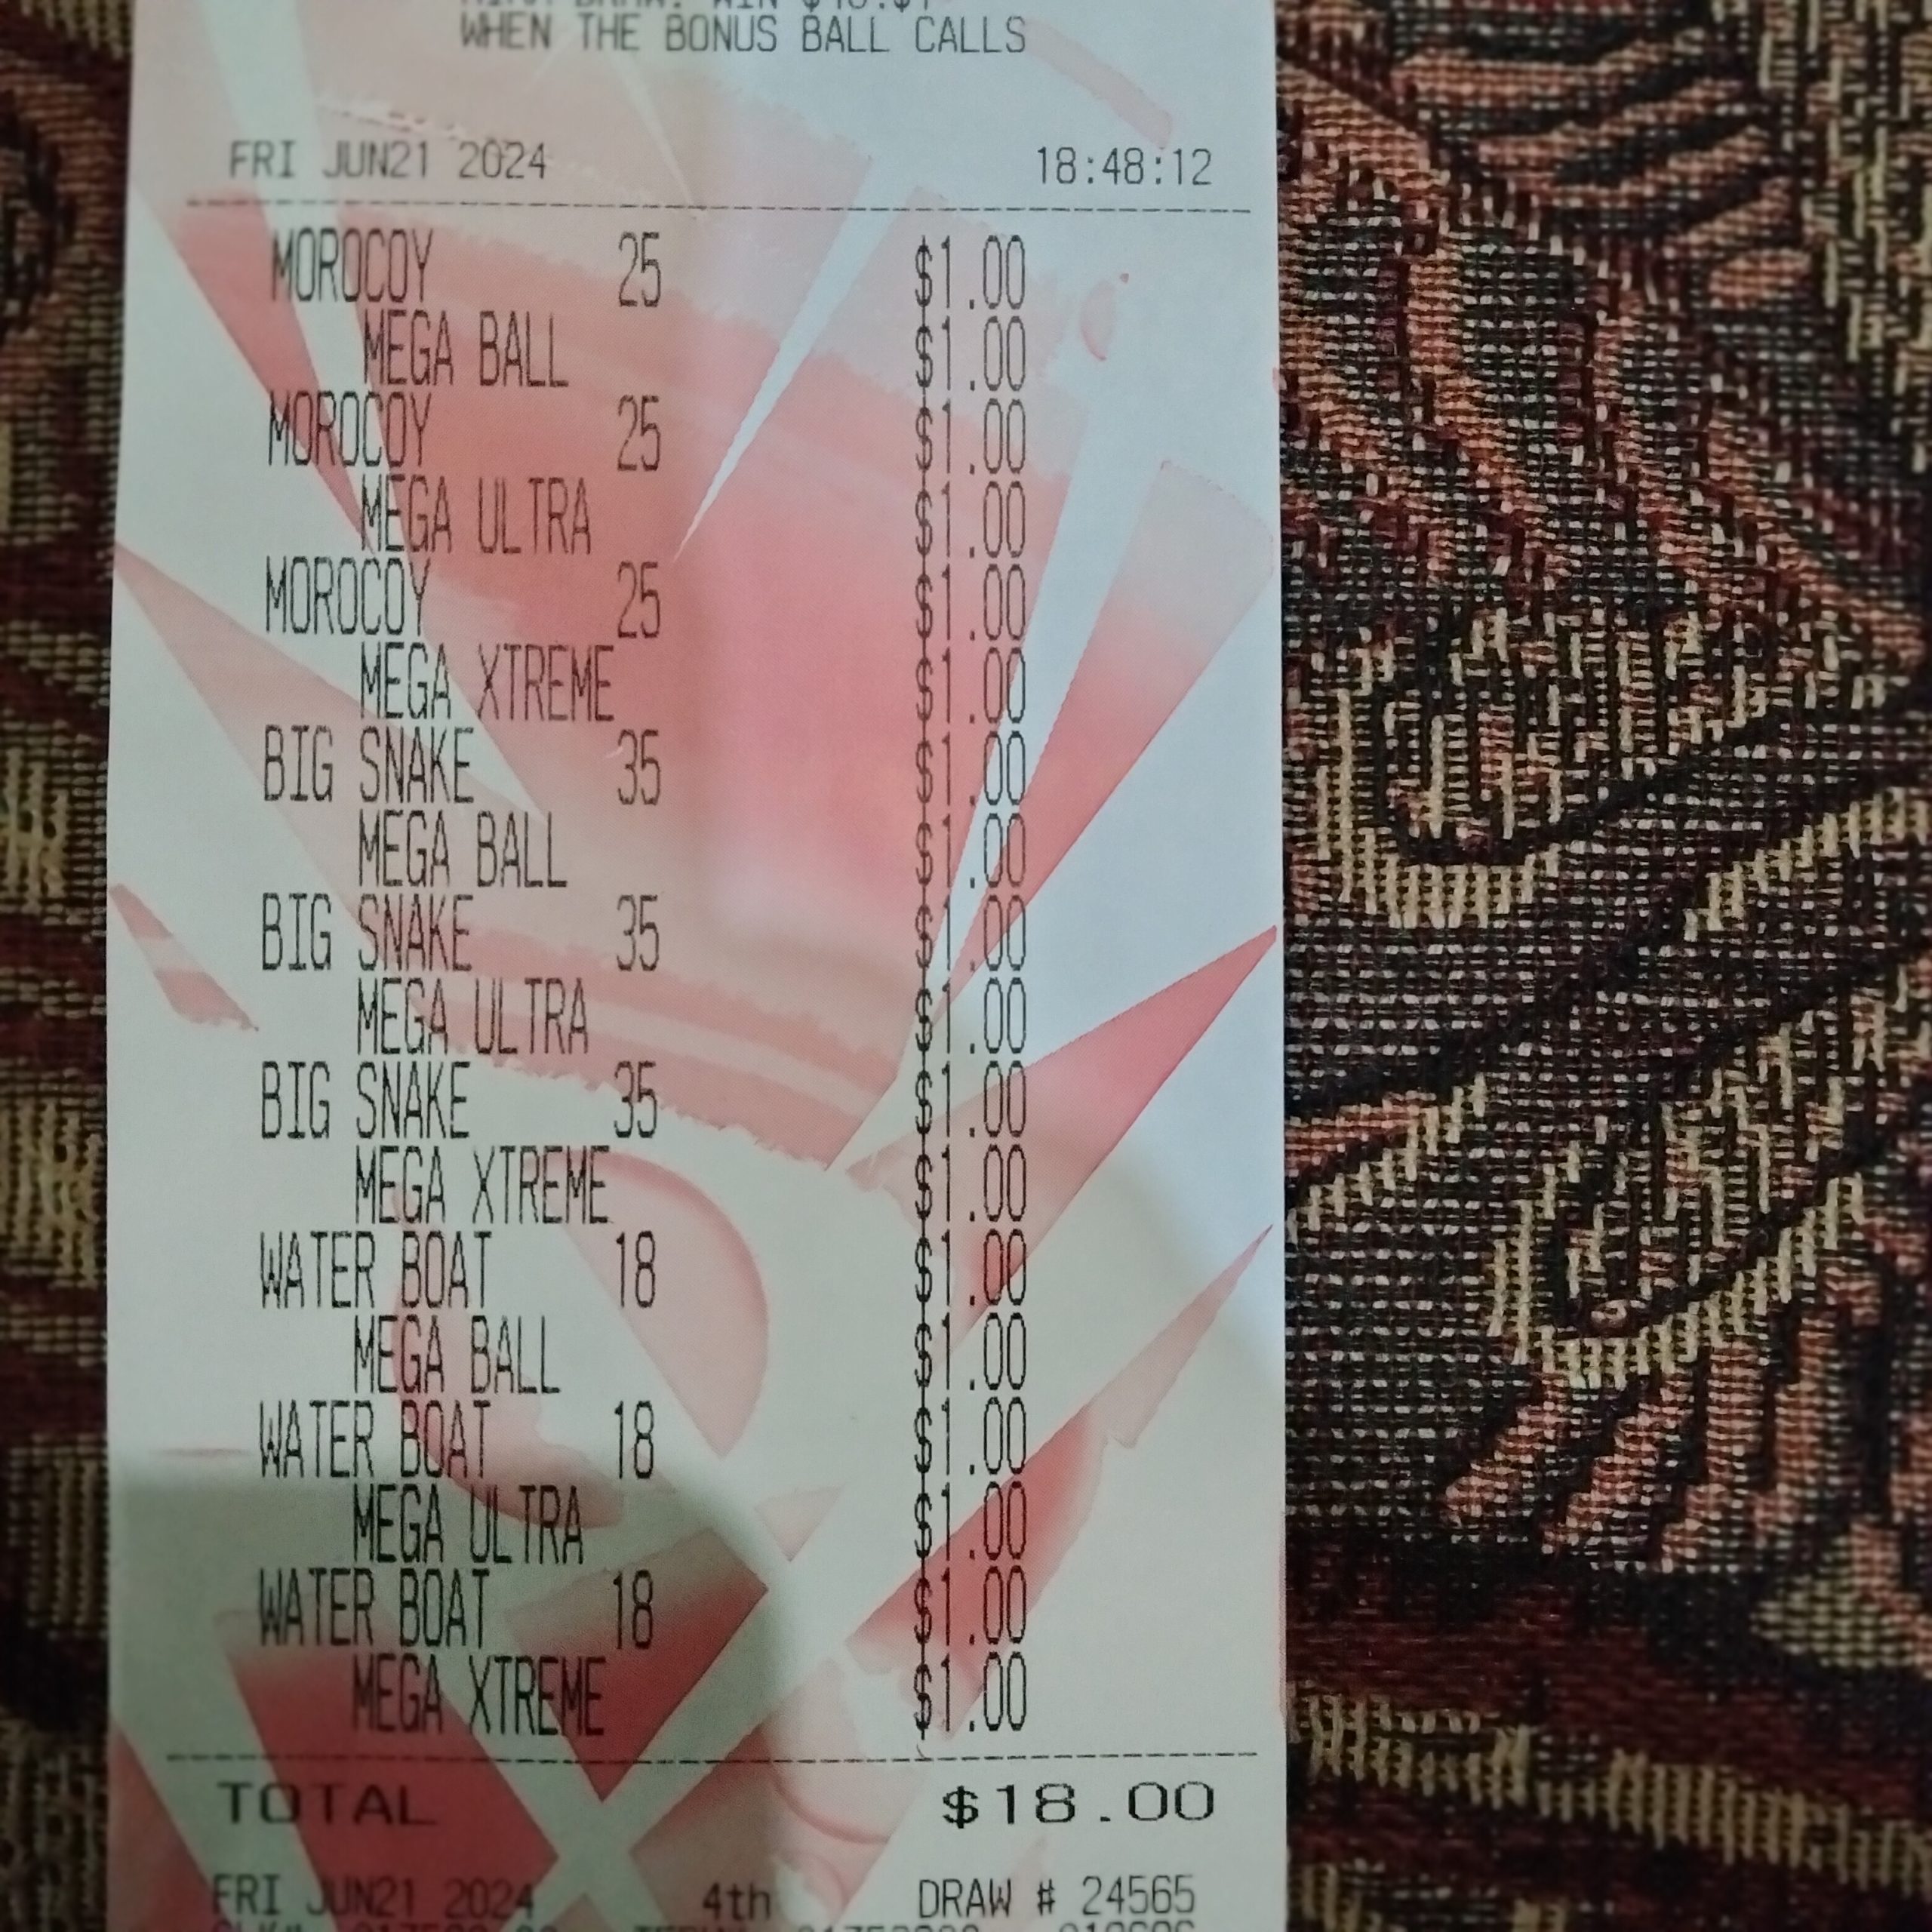 WHEN THE BONUS BALL CALLS
FRI JUN21 2024 18:48:12
MOROCOY 25 $1.00
MEGA BALL $1.00
MOROCOY 25 $1.00
MEGA ULTRA $1.00
MOROCOY 25 $1.00
MEGA XTREME $1.00
BIG SNAKE 35 $1.00
MEGA BALL $1.00
BIG SNAKE 35 $1.00
MEGA ULTRA $1.00
BIG SNAKE 35 $1.00
MEGA XTREME $1.00
WATER BOAT 18 $1.00
MEGA BALL $1.00
WATER BOAT 18 $1.00
MEGA ULTRA $1.00
WATER BOAT 18 $1.00
MEGA XTREME $1.00
TOTAL $18.00
FRI JUN21 2024 4th DRAW # 24565